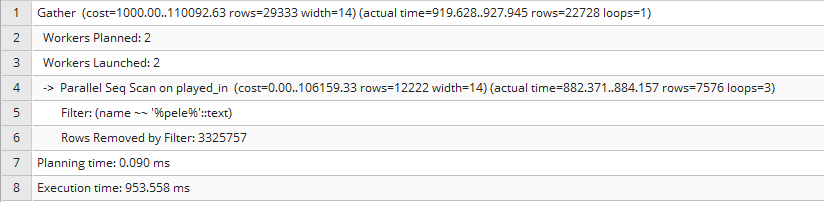 1 Gather (cost=1000.00..110092.63 rows=29333 width=14) (actual time=919.628..927.945 rows=22728 loops=1)
2 Workers Planned: 2
3 Workers Launched: 2
4 -> Parallel Seq Scan on played_in (cost=0.00..106159.33 rows=12222 width=14) (actual time=882.371..884.157 rows=7576 loops=3)
5 Filter: (name ~~ '%pele%'::text)
6 Rows Removed by Filter: 3325757
7 Planning time: 0.090 ms
8 Execution time: 953.558 ms